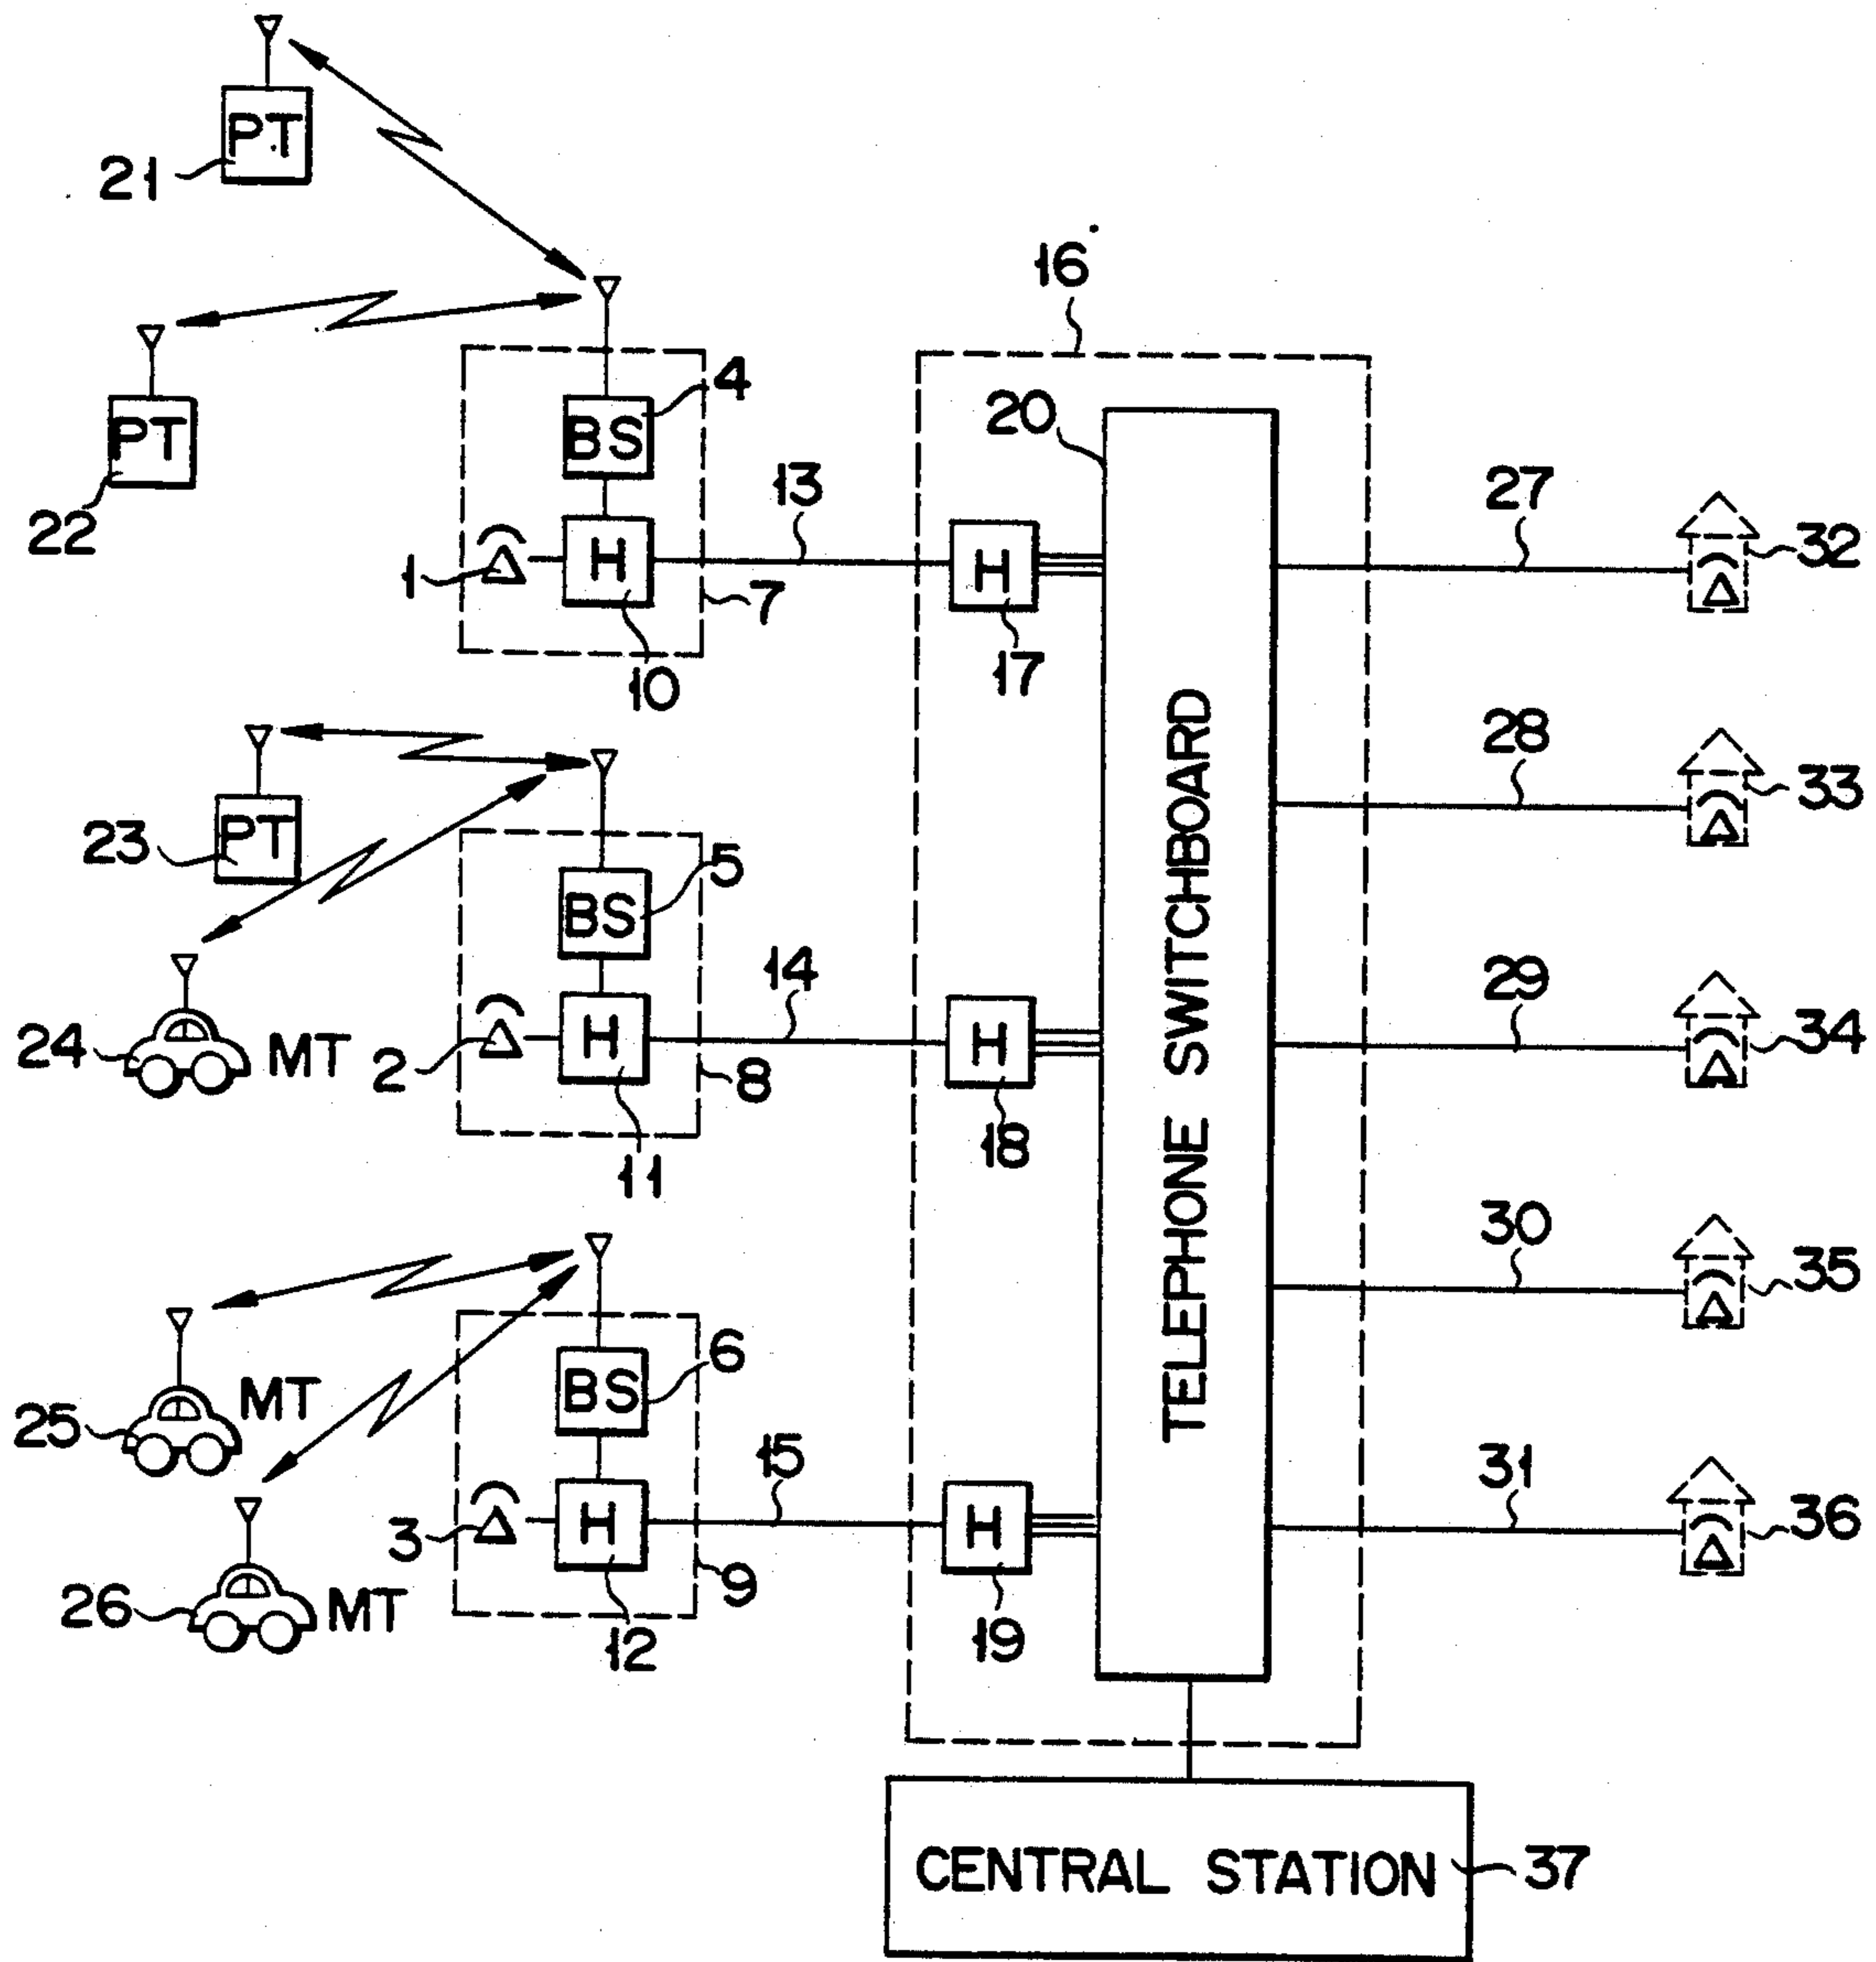 PT
21
16
PT
22
4
BS
20
13
27
1
H
H
32
7
17
10
28
PT
23
5
33
BS
14
29
24
MT
2
H
H
34
8
18
11
TELEPHONE SWITCHBOARD
30
35
6
BS
MT
25
15
31
3
H
H
36
9
26
MT
12
19
CENTRAL STATION
37